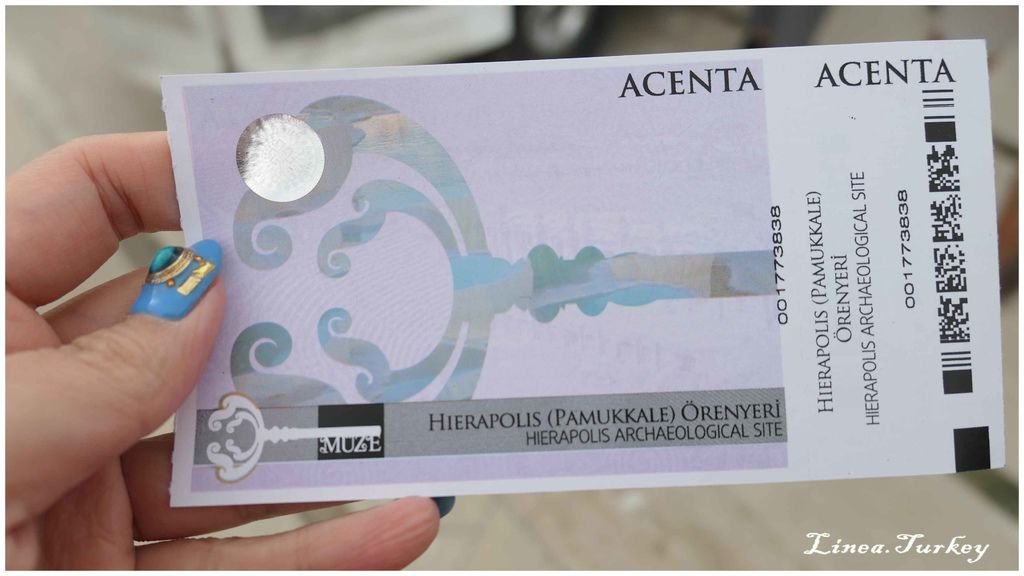 ACENTA
ACENTA
001773838
HIERAPOLIS (PAMUKKALE)
ÖRENYERİ
HIERAPOLIS ARCHAEOLOGICAL SITE
001773838
MÜZE
HIERAPOLIS (PAMUKKALE) ÖRENYERİ
HIERAPOLIS ARCHAEOLOGICAL SITE
Linea.Turkey